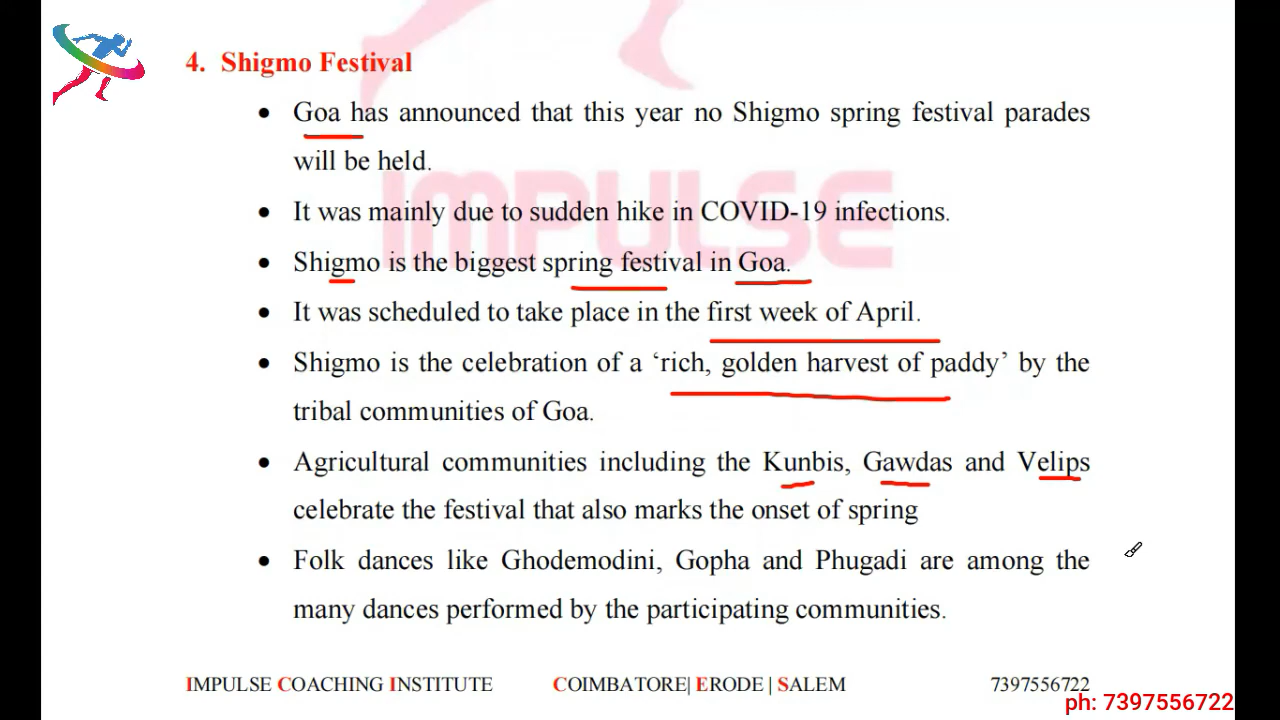 4. Shigmo Festival
• Goa has announced that this year no Shigmo spring festival parades
will be held.
• It was mainly due to sudden hike in COVID-19 infections.
• Shigmo is the biggest spring festival in Goa.
• It was scheduled to take place in the first week of April.
• Shigmo is the celebration of a ‘rich, golden harvest of paddy’ by the
tribal communities of Goa.
• Agricultural communities including the Kunbis, Gawdas and Velips
celebrate the festival that also marks the onset of spring
• Folk dances like Ghodemodini, Gopha and Phugadi are among the
many dances performed by the participating communities.
IMPULSE
IMPULSE COACHING INSTITUTE COIMBATORE| ERODE | SALEM 7397556722
ph: 7397556722